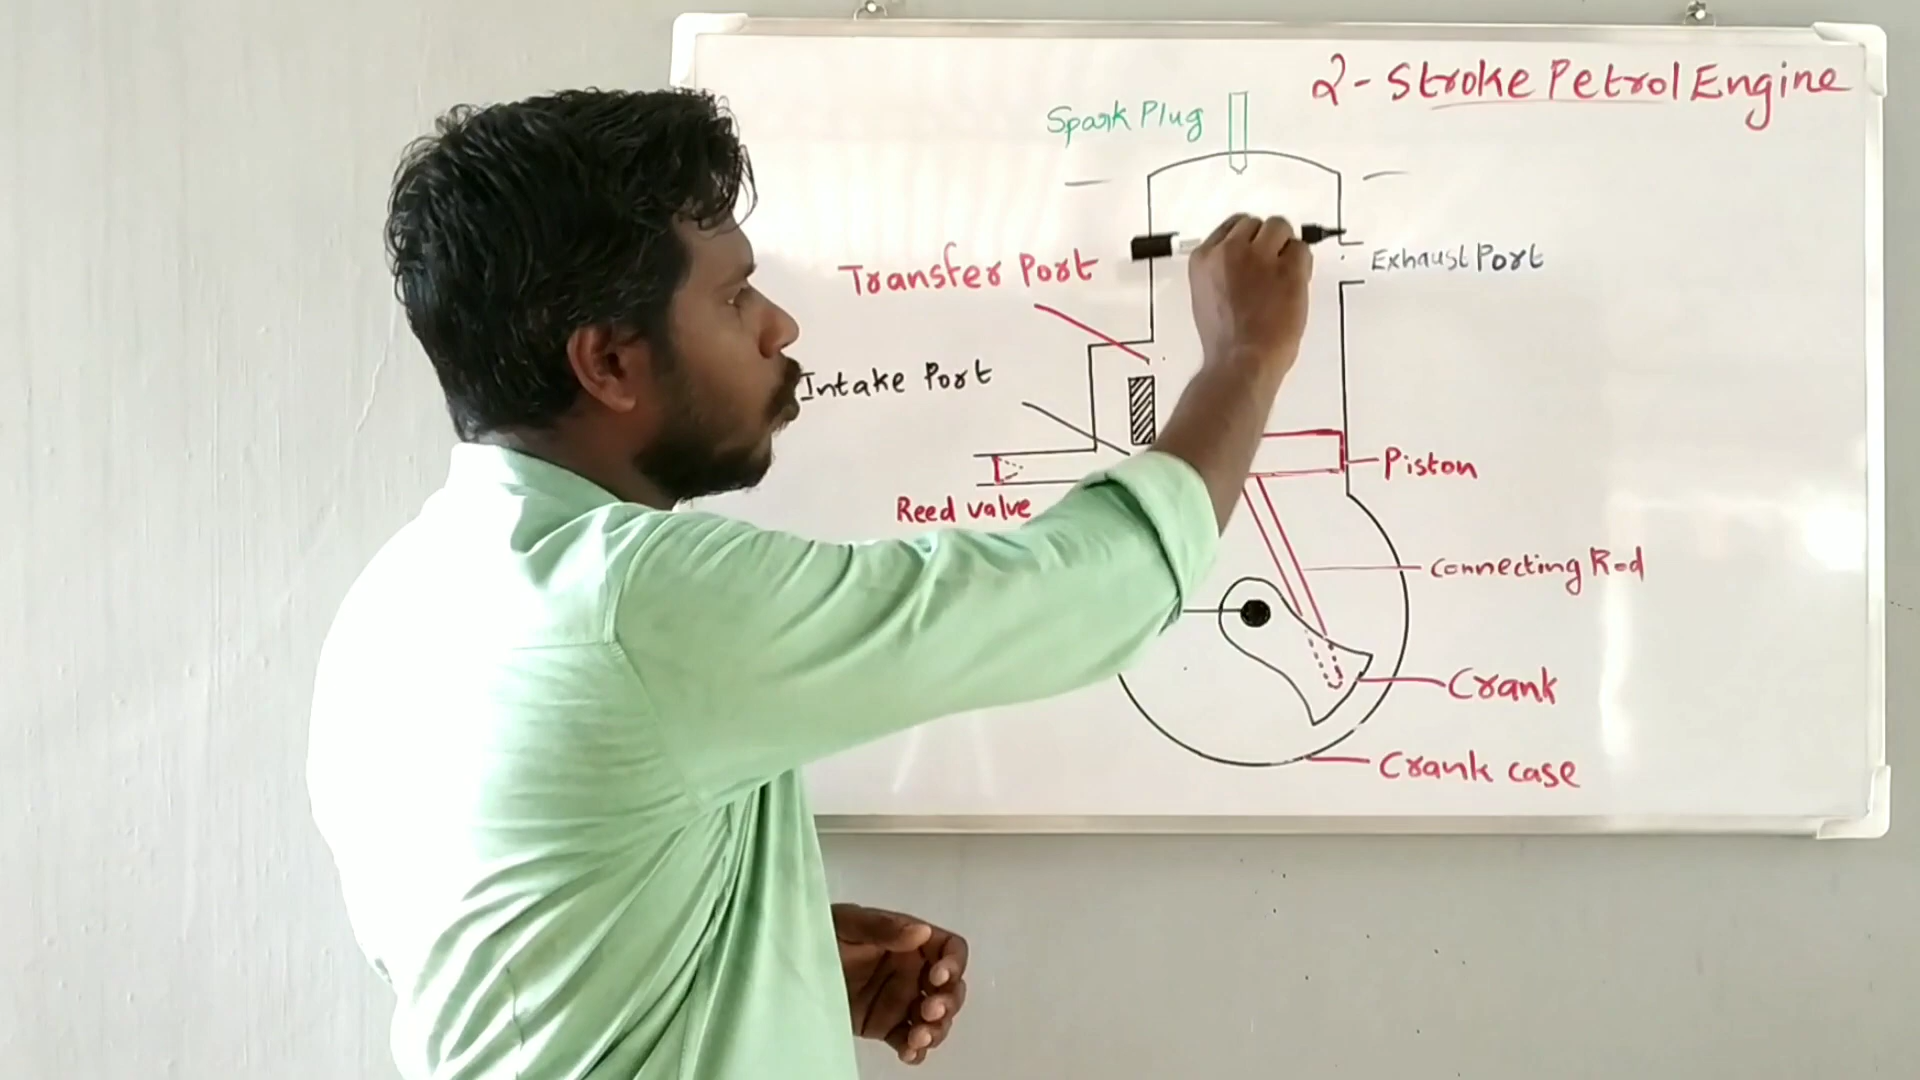 2-Stroke Petrol Engine
Spark Plug
Transfer Port
Exhaust Port
Intake Port
Piston
Reed valve
Connecting Rod
Crank
Crank case